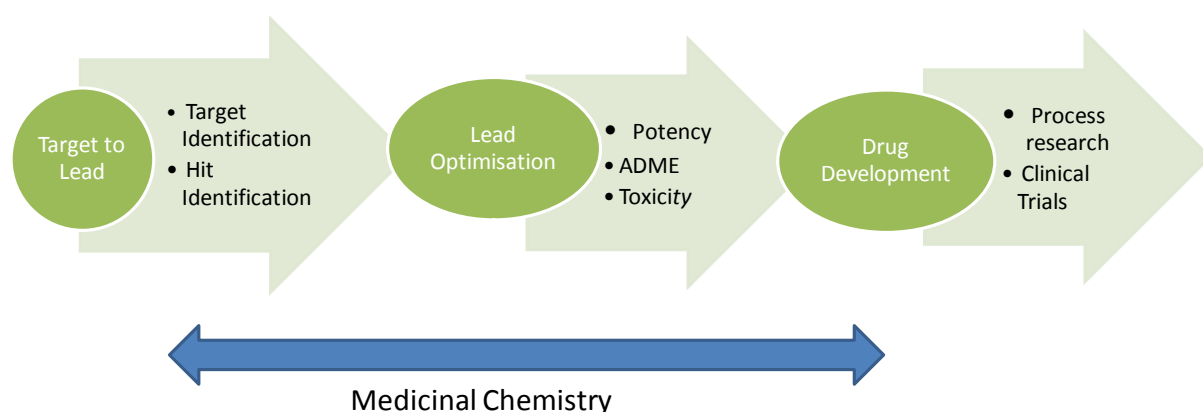 Target to
Lead
• Target
Identification
• Hit
Identification
Lead
Optimisation
• Potency
• ADME
• Toxicity
Drug
Development
• Process
research
• Clinical
Trials
Medicinal Chemistry